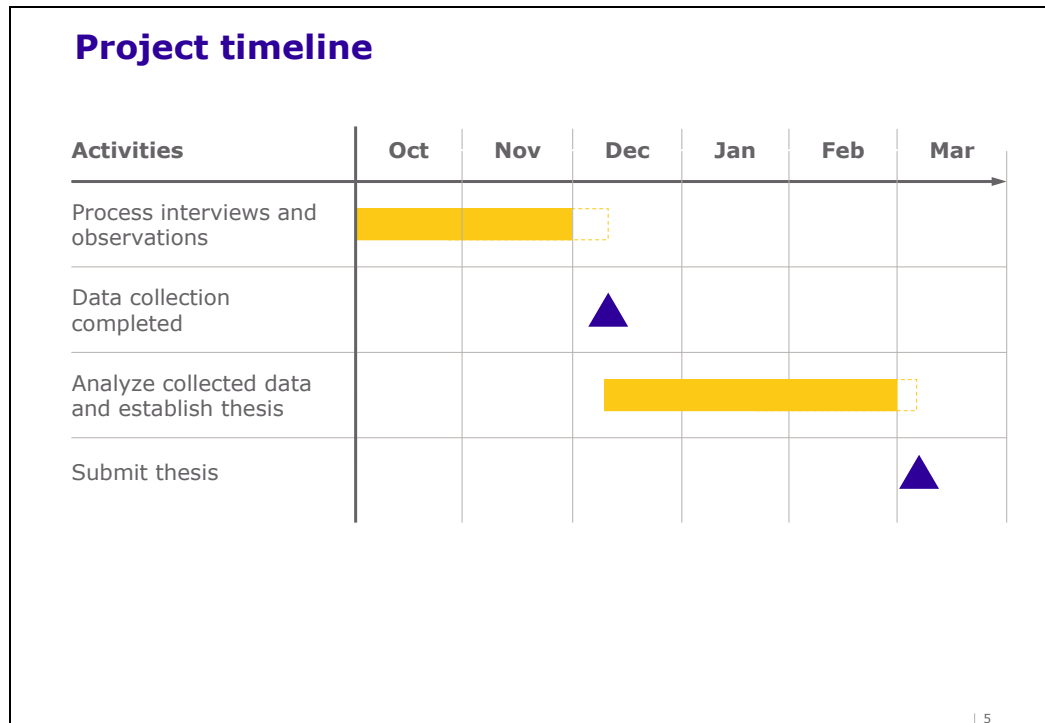 Project timeline
Activities Oct Nov Dec Jan Feb Mar
Process interviews and
observations
Data collection
completed
Analyze collected data
and establish thesis
Submit thesis
| 5